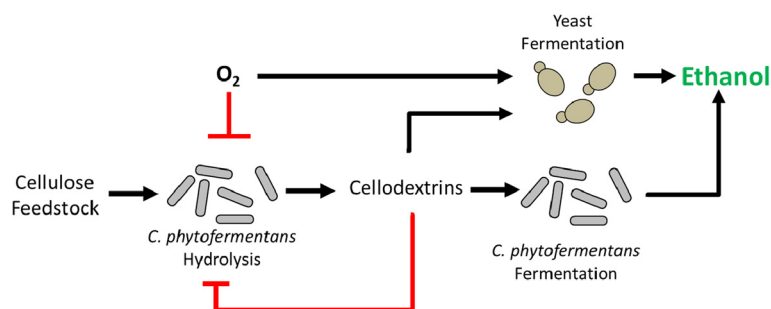 Yeast
Fermentation
O₂
Ethanol
Cellulose
Feedstock
Cellodextrins
C. phytofermentans
Hydrolysis
C. phytofermentans
Fermentation